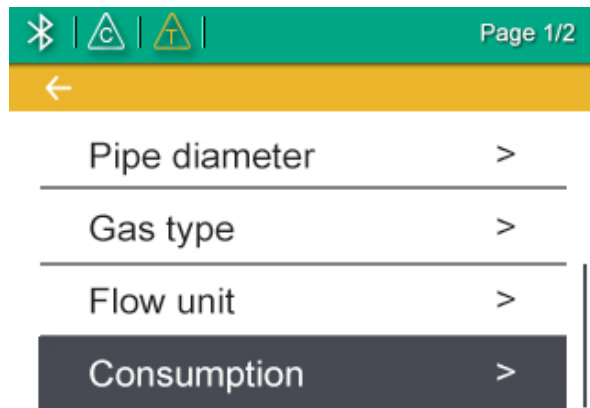 C T Page 1/2
Pipe diameter >
Gas type >
Flow unit >
Consumption >